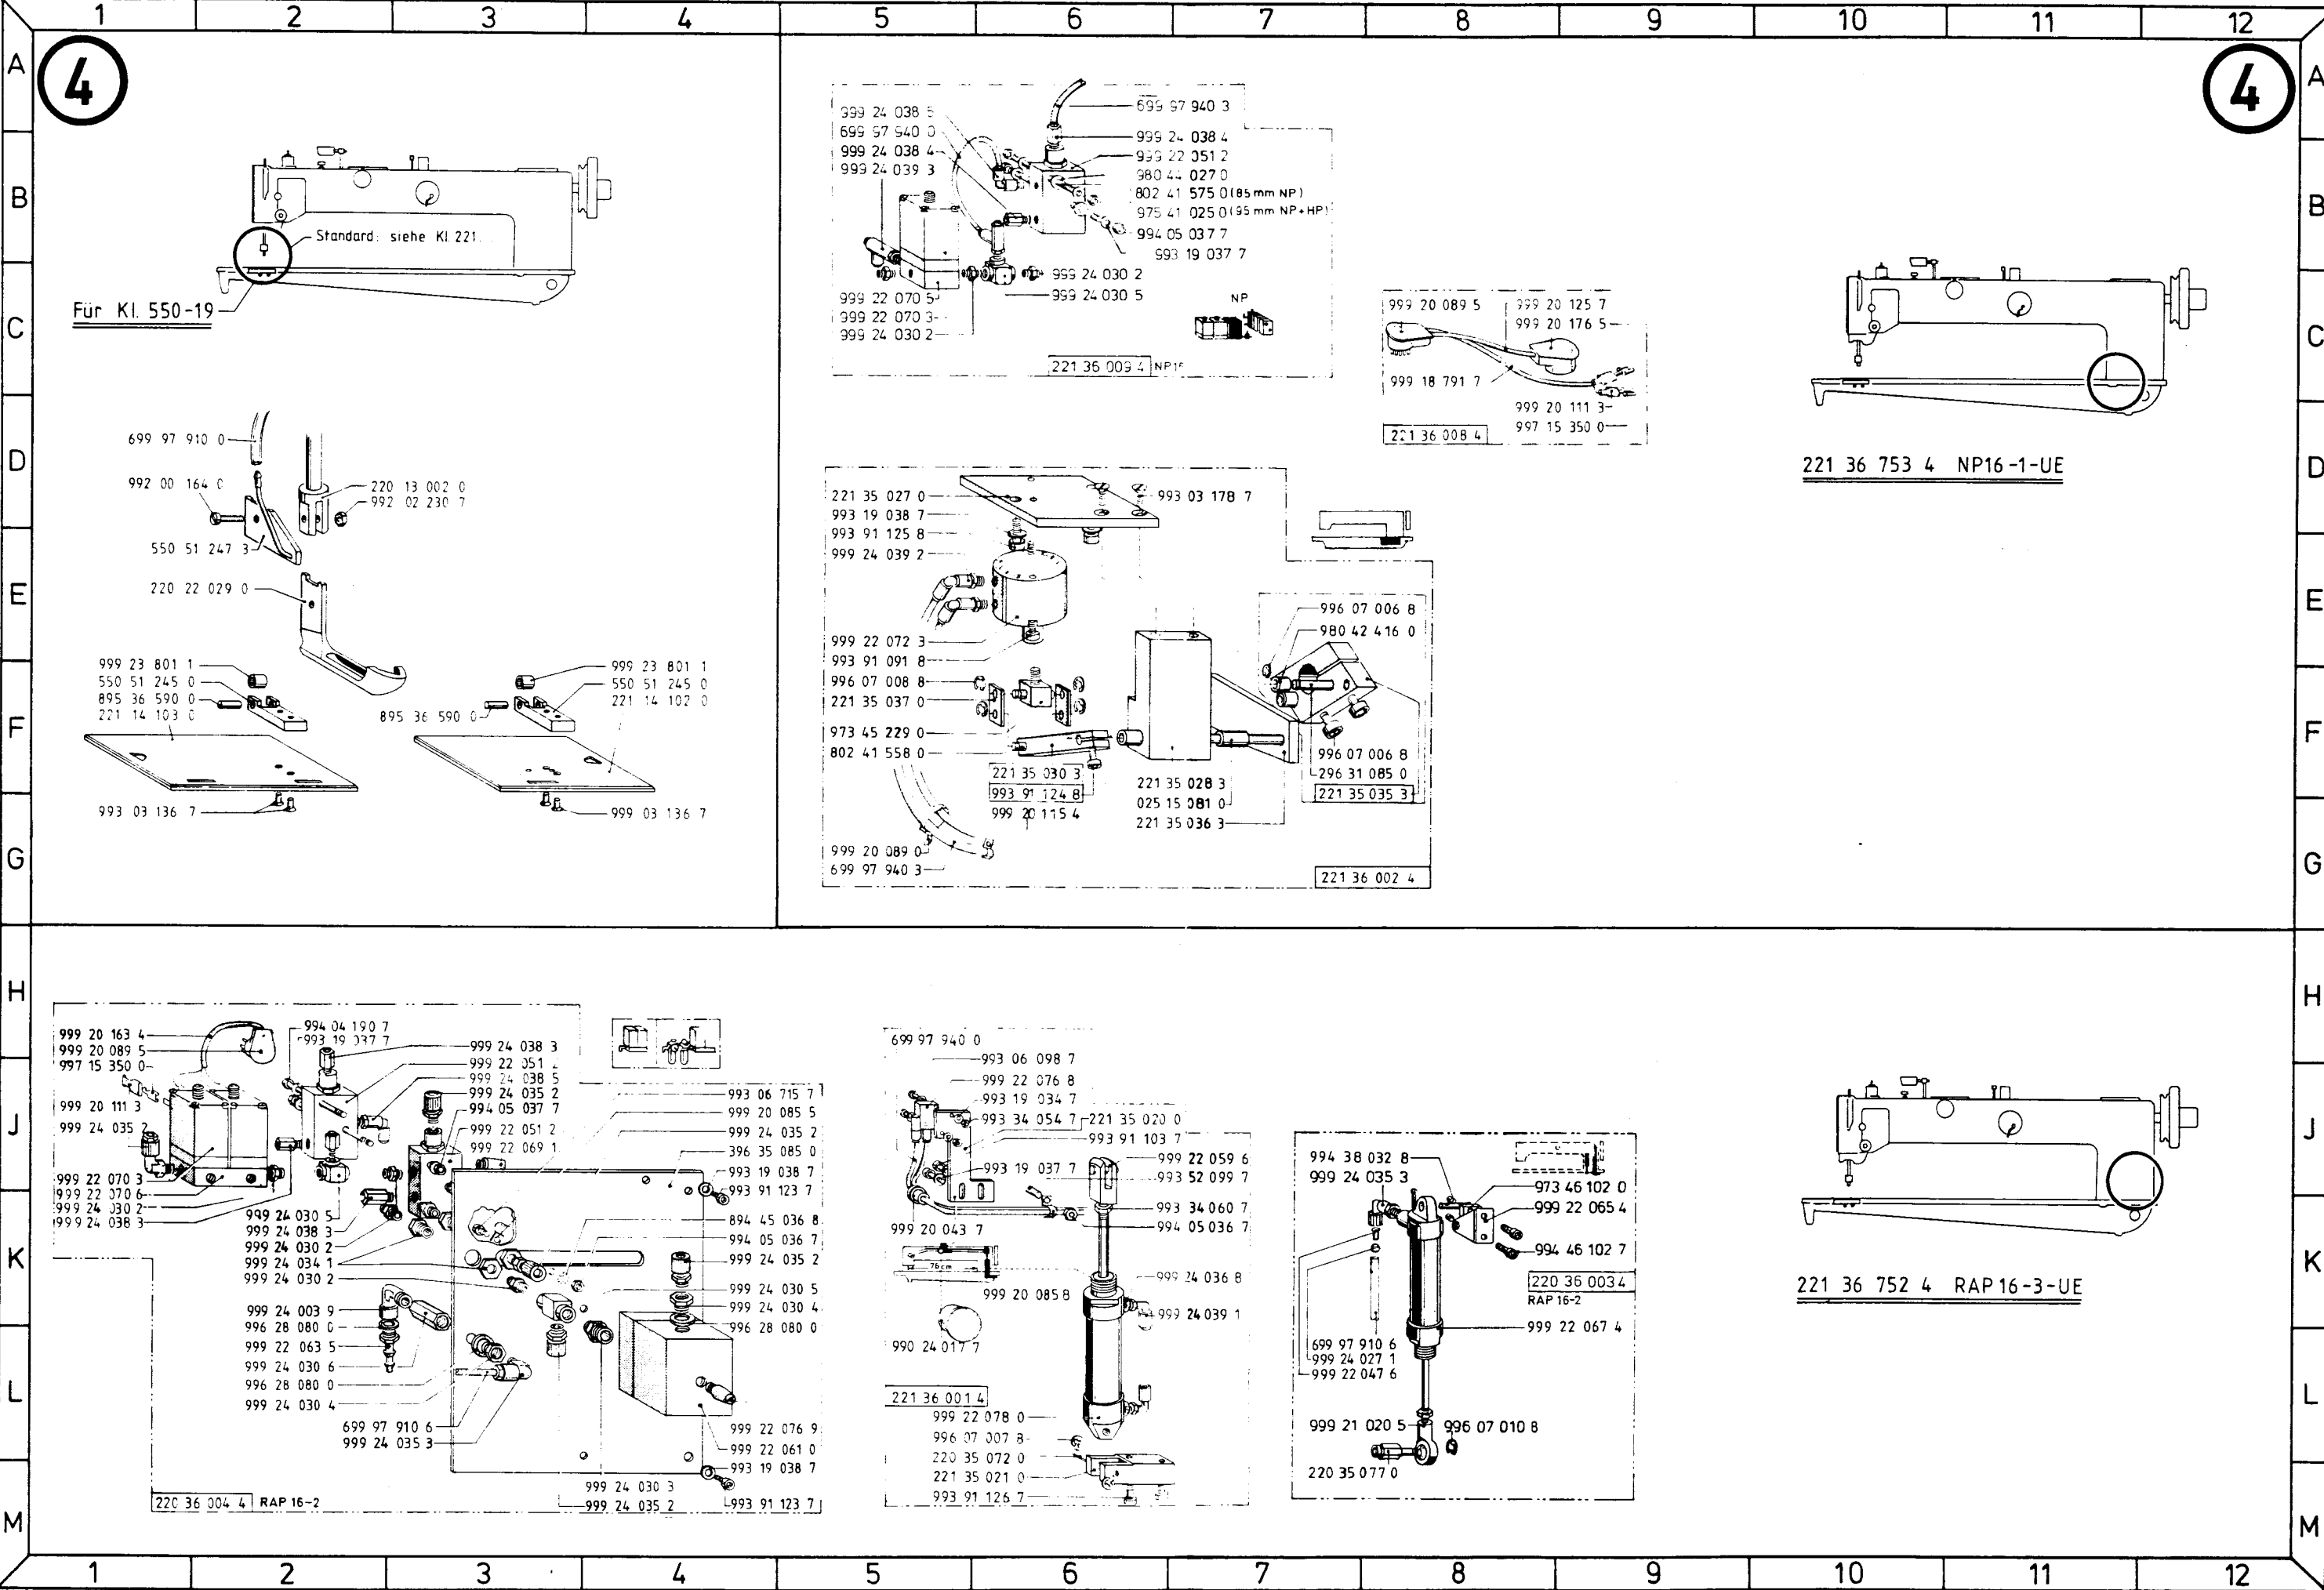 1 2 3 4 5 6 7 8 9 10 11 12
A
B
C
D
E
F
G
H
J
K
L
M
4
Standard: siehe Kl. 221.
Für Kl. 550-19
699 97 910 0
992 00 164 0
220 13 002 0
992 02 230 7
550 51 247 3
220 22 029 0
999 23 801 1
550 51 245 0
895 36 590 0
221 14 103 0
993 03 136 7
999 23 801 1
550 51 245 0
221 14 102 0
895 36 590 0
999 03 136 7
999 24 038 5
699 97 940 0
999 24 038 4
999 24 039 3
699 97 940 3
999 24 038 4
999 22 051 2
980 44 027 0
802 41 575 0 (85 mm NP)
975 41 025 0 (95 mm NP+HP)
994 05 037 7
993 19 037 7
999 24 030 2
999 24 030 5
999 22 070 5
999 22 070 3
999 24 030 2
NP
221 36 009 4
999 20 089 5
999 20 125 7
999 20 176 5
999 18 791 7
999 20 111 3
997 15 350 0
221 36 008 4
4
221 36 753 4 NP16-1-UE
221 35 027 0
993 19 038 7
993 91 125 8
999 24 039 2
993 03 178 7
999 22 072 3
993 91 091 8
996 07 008 8
221 35 037 0
973 45 229 0
802 41 558 0
221 35 030 3
993 91 124 8
999 20 115 4
999 20 089 0
699 97 940 3
996 07 006 8
980 42 416 0
996 07 006 8
296 31 085 0
221 35 035 3
221 35 028 3
025 15 081 0
221 35 036 3
221 36 002 4
999 20 163 4
999 20 089 5
997 15 350 0
999 20 111 3
999 24 035 2
999 22 070 3
999 22 070 6
999 24 030 2
999 24 038 3
994 04 190 7
993 19 037 7
999 24 038 3
999 22 051
999 24 038 5
999 24 035 2
994 05 037 7
999 22 051 2
999 22 069 1
999 24 030 5
999 24 038 3
999 24 030 2
999 24 034 1
999 24 030 2
999 24 003 9
996 28 080 0
999 22 063 5
999 24 030 6
996 28 080 0
999 24 030 4
699 97 910 6
999 24 035 3
993 06 715 7
999 20 085 5
999 24 035 2
396 35 085 0
993 19 038 7
993 91 123 7
894 45 036 8
994 05 036 7
999 24 035 2
999 24 030 5
999 24 030 4
996 28 080 0
999 22 076 9
999 22 061 0
993 19 038 7
999 24 030 3
999 24 035 2
993 91 123 7
220 36 004 4 RAP 16-2
699 97 940 0
993 06 098 7
999 22 076 8
993 19 034 7
993 34 054 7
221 35 020 0
993 91 103 7
999 22 059 6
993 19 037 7
993 52 099 7
993 34 060 7
999 20 043 7
994 05 036 7
76 cm
999 24 036 8
999 20 085 8
999 24 039 1
990 24 017 7
221 36 001 4
999 22 078 0
996 07 007 8
220 35 072 0
221 35 021 0
993 91 126 7
994 38 032 8
999 24 035 3
973 46 102 0
999 22 065 4
994 46 102 7
220 36 003 4
RAP 16-2
999 22 067 4
699 97 910 6
999 24 027 1
999 22 047 6
999 21 020 5
996 07 010 8
220 35 077 0
221 36 752 4 RAP 16-3-UE
A
B
C
D
E
F
G
H
J
K
L
M
1 2 3 4 5 6 7 8 9 10 11 12